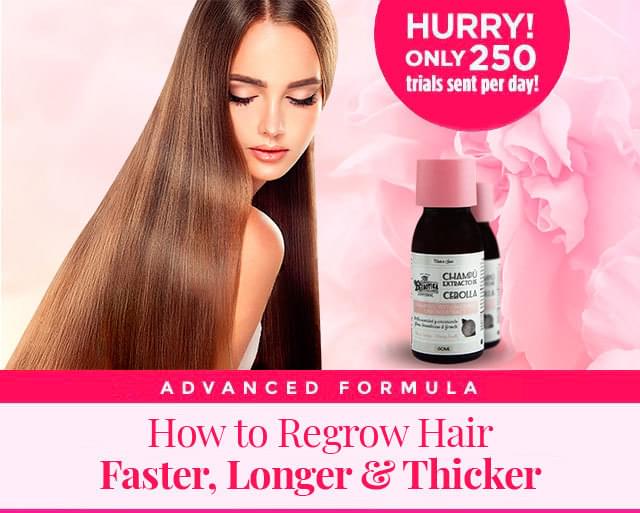 HURRY!
ONLY 250
trials sent per day!
CHAMPÚ
EXTRACTO DE
CEBOLLA
60ML
ADVANCED FORMULA
How to Regrow Hair
Faster, Longer & Thicker